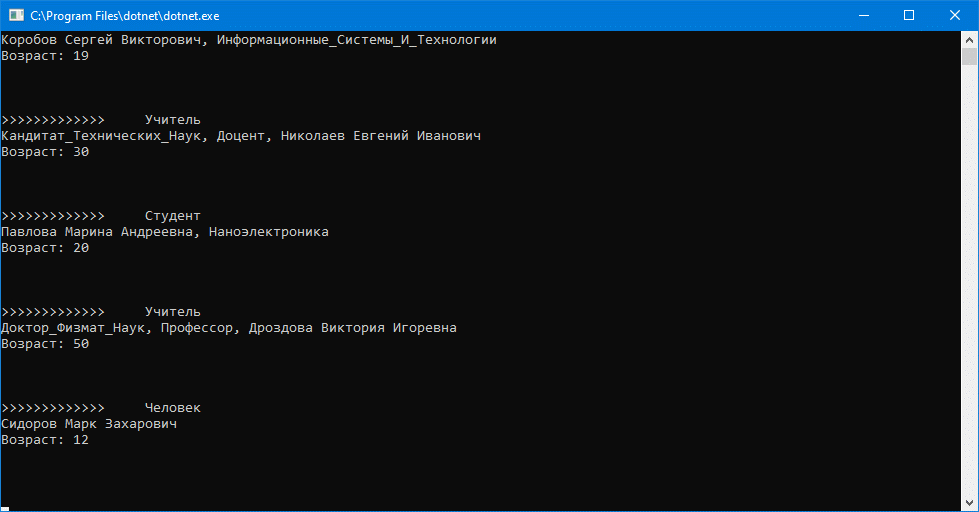 C:\Program Files\dotnet\dotnet.exe
Коробов Сергей Викторович, Информационные_Системы_И_Технологии
Возраст: 19
>>>>>>>>>>>>>     Учитель
Кандитат_Технических_Наук, Доцент, Николаев Евгений Иванович
Возраст: 30
>>>>>>>>>>>>>     Студент
Павлова Марина Андреевна, Наноэлектроника
Возраст: 20
>>>>>>>>>>>>>     Учитель
Доктор_Физмат_Наук, Профессор, Дроздова Виктория Игоревна
Возраст: 50
>>>>>>>>>>>>>     Человек
Сидоров Марк Захарович
Возраст: 12